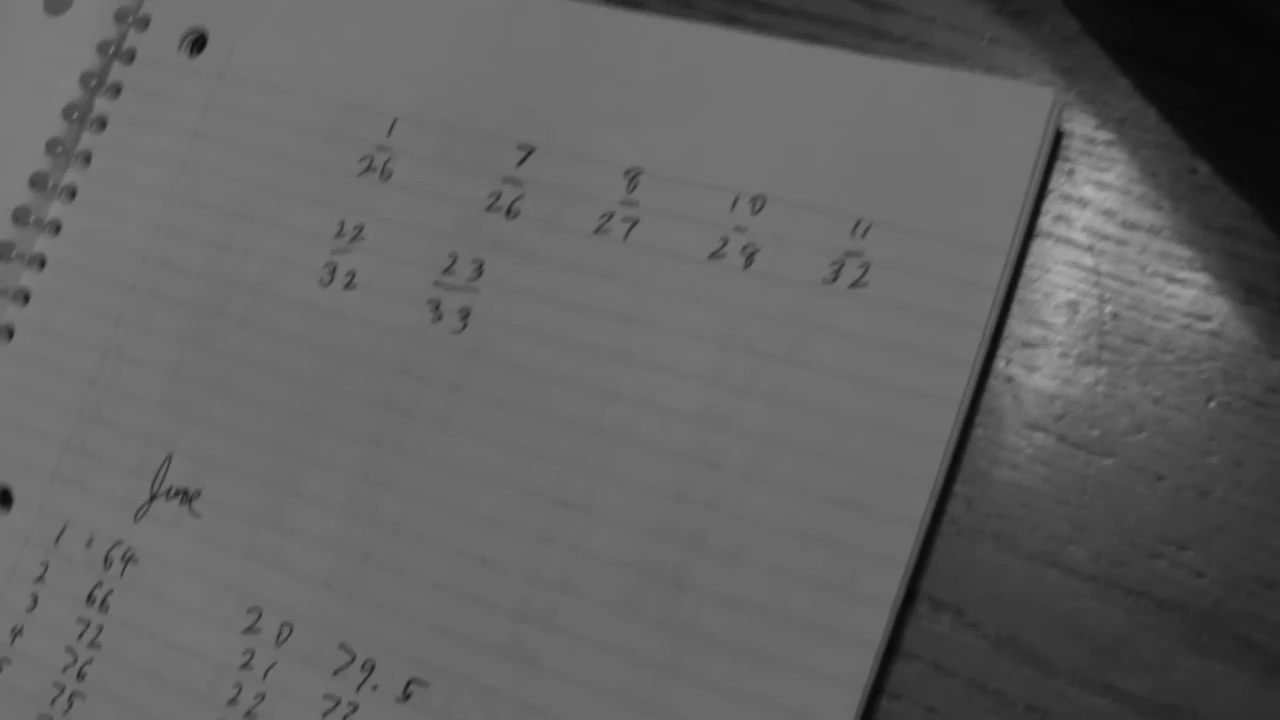 1/26 7/26 8/27 10/28 11/32
22/32 23/33
June
1 64
2 66
3 72
4 76 20 79.5
75 21
22 77